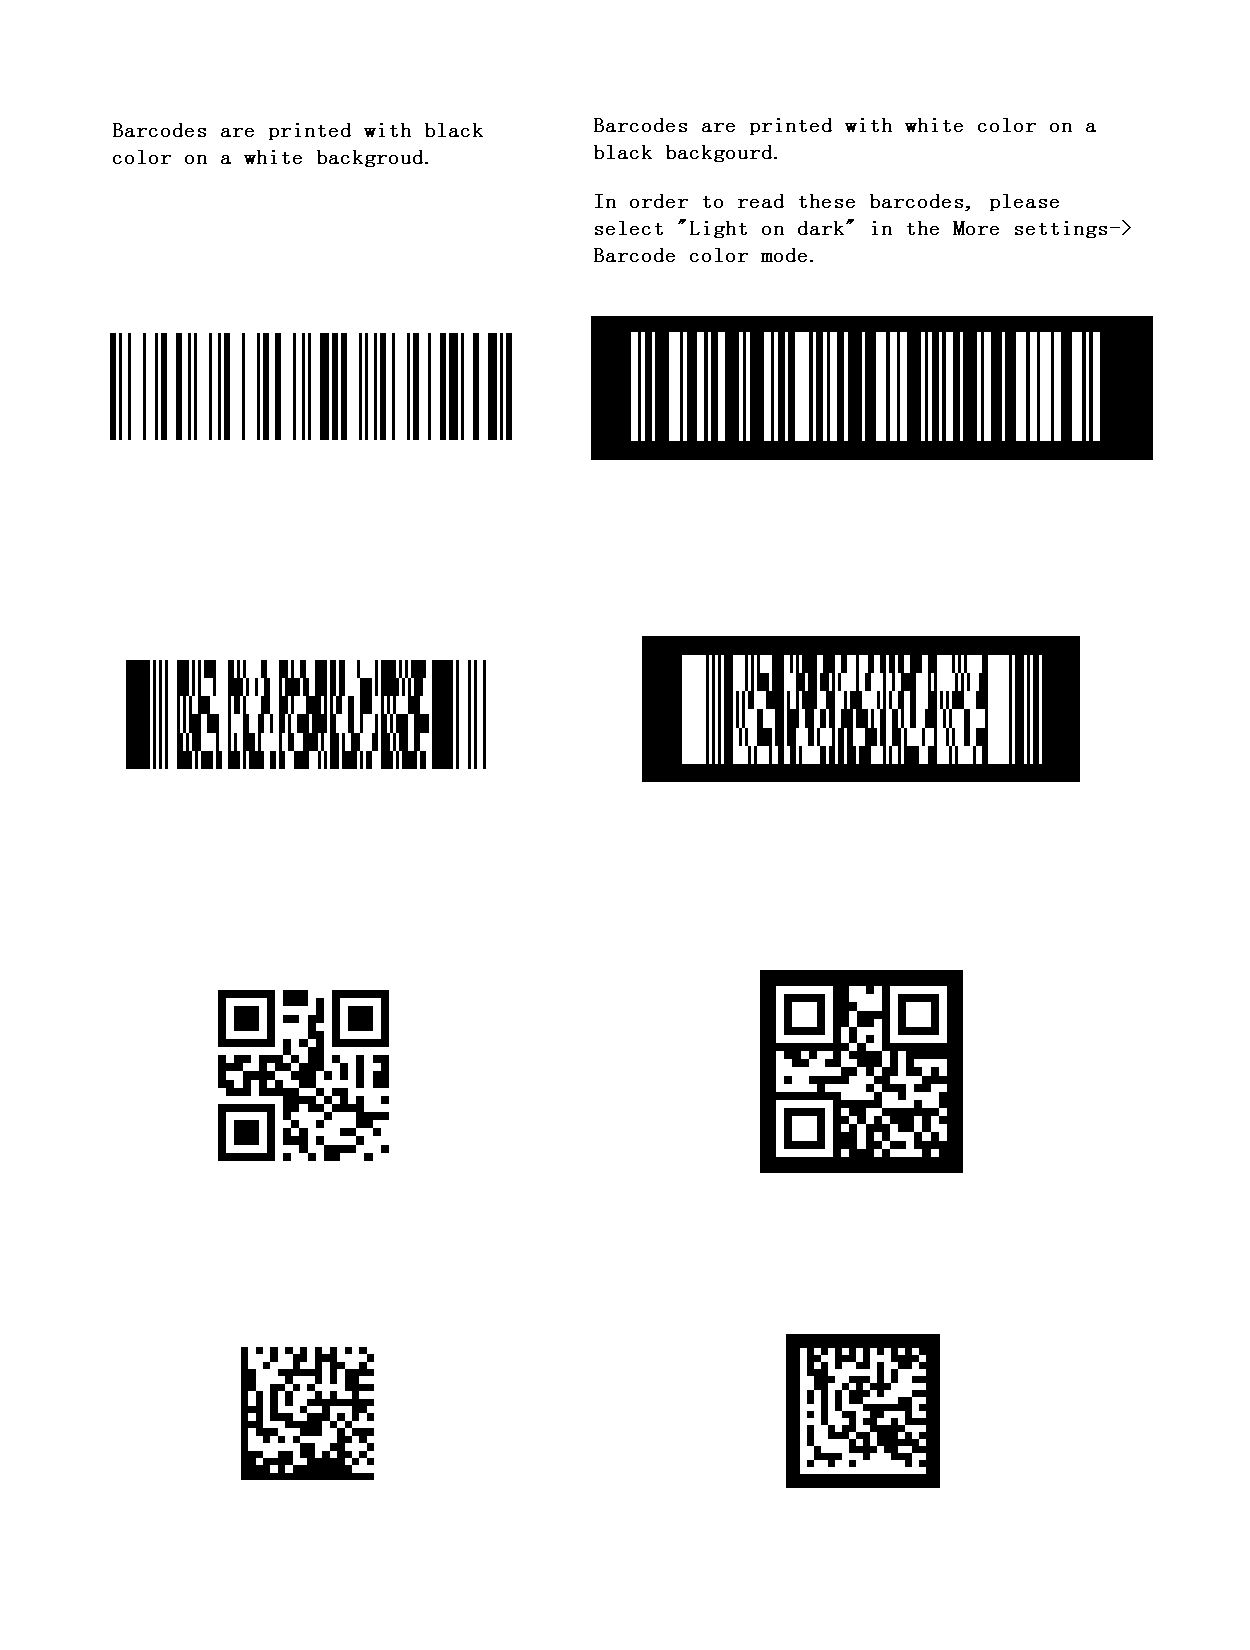 Barcodes are printed with black
color on a white backgroud.
Barcodes are printed with white color on a
black backgourd.
In order to read these barcodes, please
select "Light on dark" in the More settings->
Barcode color mode.